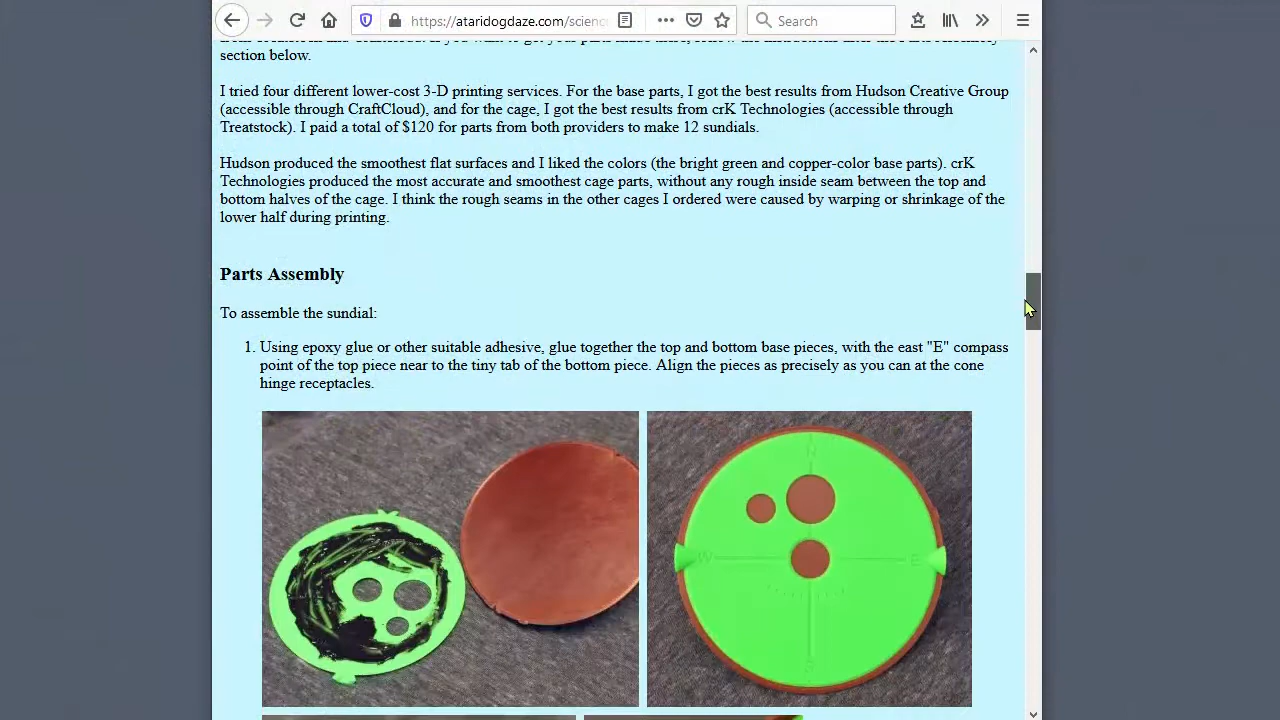 https://ataridogdaze.com/scienc
Search
section below.
I tried four different lower-cost 3-D printing services. For the base parts, I got the best results from Hudson Creative Group
(accessible through CraftCloud), and for the cage, I got the best results from crK Technologies (accessible through
Treatstock). I paid a total of $120 for parts from both providers to make 12 sundials.
Hudson produced the smoothest flat surfaces and I liked the colors (the bright green and copper-color base parts). crK
Technologies produced the most accurate and smoothest cage parts, without any rough inside seam between the top and
bottom halves of the cage. I think the rough seams in the other cages I ordered were caused by warping or shrinkage of the
lower half during printing.
Parts Assembly
To assemble the sundial:
1. Using epoxy glue or other suitable adhesive, glue together the top and bottom base pieces, with the east "E" compass
point of the top piece near to the tiny tab of the bottom piece. Align the pieces as precisely as you can at the cone
hinge receptacles.
N
W
E
S